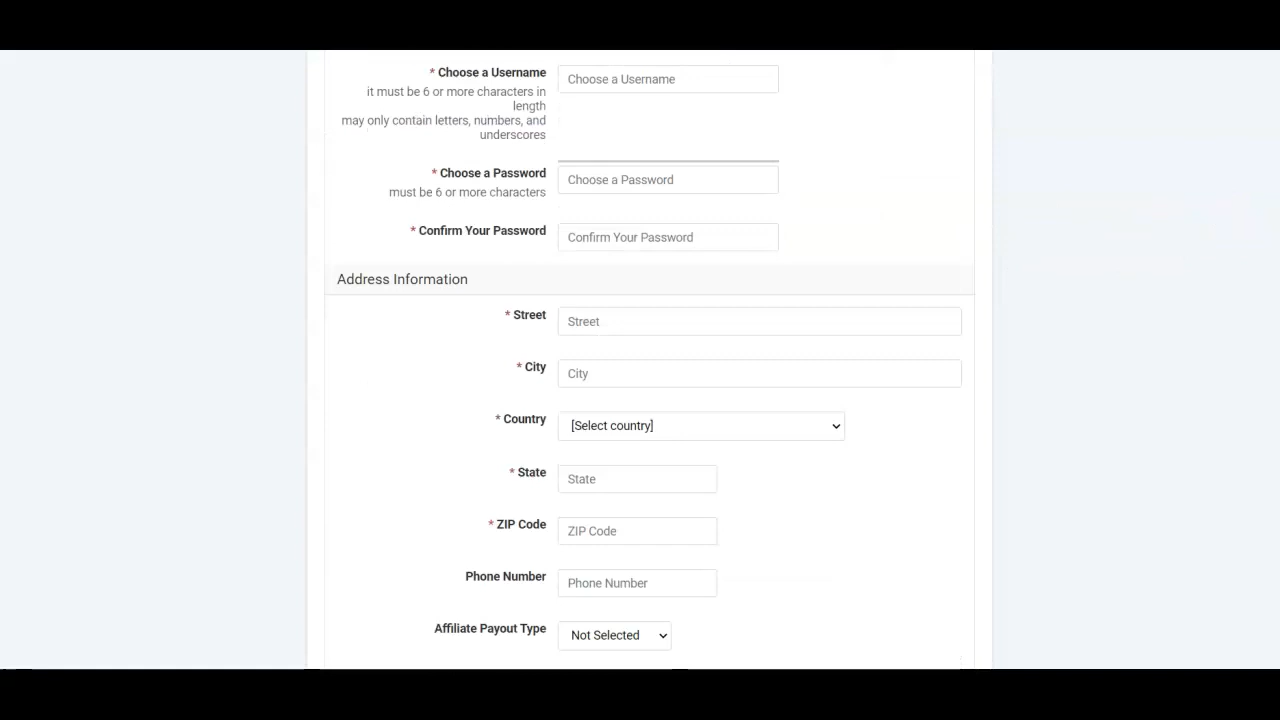 * Choose a Username
Choose a Username
it must be 6 or more characters in
length
may only contain letters, numbers, and
underscores
* Choose a Password
Choose a Password
must be 6 or more characters
* Confirm Your Password
Confirm Your Password
Address Information
* Street
Street
* City
City
* Country
[Select country]
* State
State
* ZIP Code
ZIP Code
Phone Number
Phone Number
Affiliate Payout Type
Not Selected